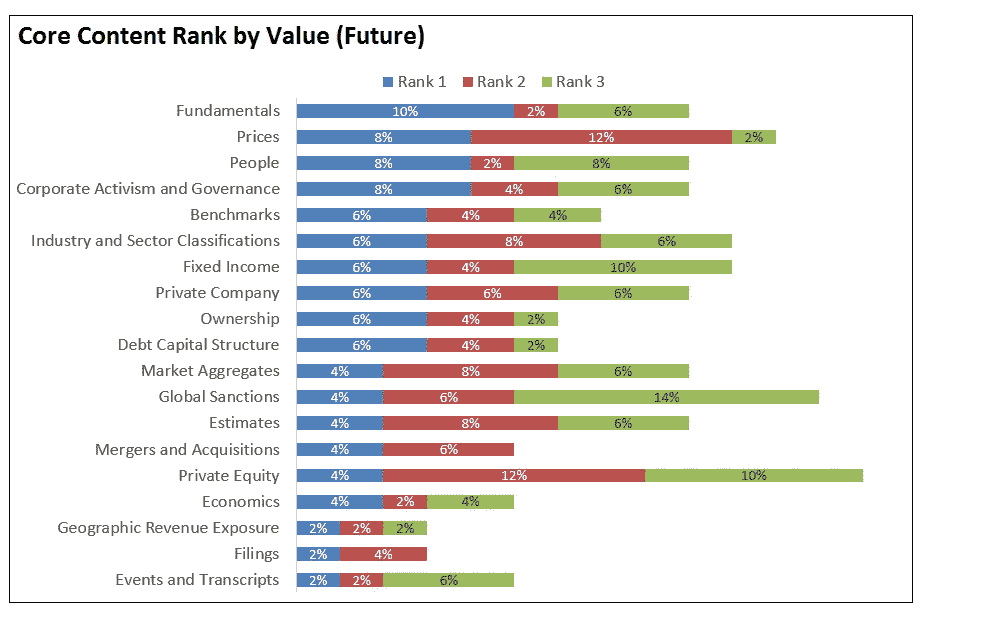 Core Content Rank by Value (Future)
Rank 1 Rank 2 Rank 3
Fundamentals 10% 2% 6%
Prices 8% 12% 2%
People 8% 2% 8%
Corporate Activism and Governance 8% 4% 6%
Benchmarks 6% 4% 4%
Industry and Sector Classifications 6% 8% 6%
Fixed Income 6% 4% 10%
Private Company 6% 6% 6%
Ownership 6% 4% 2%
Debt Capital Structure 6% 4% 2%
Market Aggregates 4% 8% 6%
Global Sanctions 4% 6% 14%
Estimates 4% 8% 6%
Mergers and Acquisitions 4% 6%
Private Equity 4% 12% 10%
Economics 4% 2% 4%
Geographic Revenue Exposure 2% 2% 2%
Filings 2% 4%
Events and Transcripts 2% 2% 6%